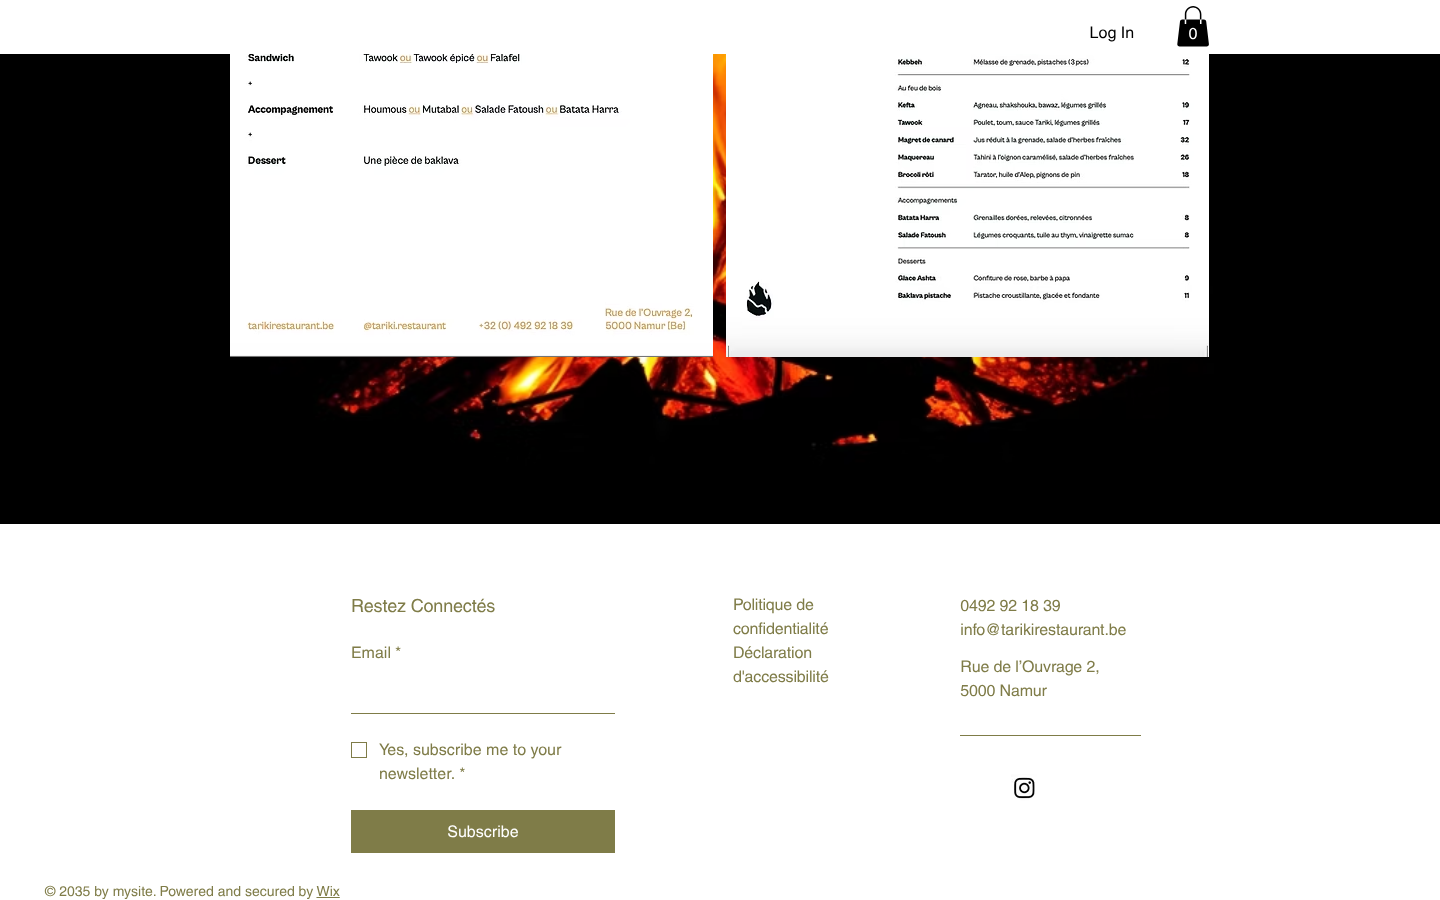 Log In
0
Sandwich Tawook ou Tawook épicé ou Falafel
+
Accompagnement Houmous ou Mutabal ou Salade Fatoush ou Batata Harra
+
Dessert Une pièce de baklava
tarikirestaurant.be @tariki.restaurant +32 (0) 492 92 18 39 Rue de l'Ouvrage 2,
5000 Namur (Be)
Kebbeh Mélasse de grenade, pistaches (3 pcs) 12
Au feu de bois
Kefta Agneau, shakshouka, bawaz, légumes grillés 19
Tawook Poulet, toum, sauce Tariki, légumes grillés 17
Magret de canard Jus réduit à la grenade, salade d'herbes fraîches 32
Maquereau Tahini à l'oignon caramélisé, salade d'herbes fraîches 26
Brocoli rôti Tarator, huile d'Alep, pignons de pin 18
Accompagnements
Batata Harra Grenailles dorées, relevées, citronnées 8
Salade Fatoush Légumes croquants, tuile au thym, vinaigrette sumac 8
Desserts
Glace Ashta Confiture de rose, barbe à papa 9
Baklava pistache Pistache croustillante, glacée et fondante 11
Restez Connectés
Email *
Yes, subscribe me to your
newsletter. *
Subscribe
Politique de
confidentialité
Déclaration
d'accessibilité
0492 92 18 39
info@tarikirestaurant.be
Rue de l'Ouvrage 2,
5000 Namur
© 2035 by mysite. Powered and secured by Wix